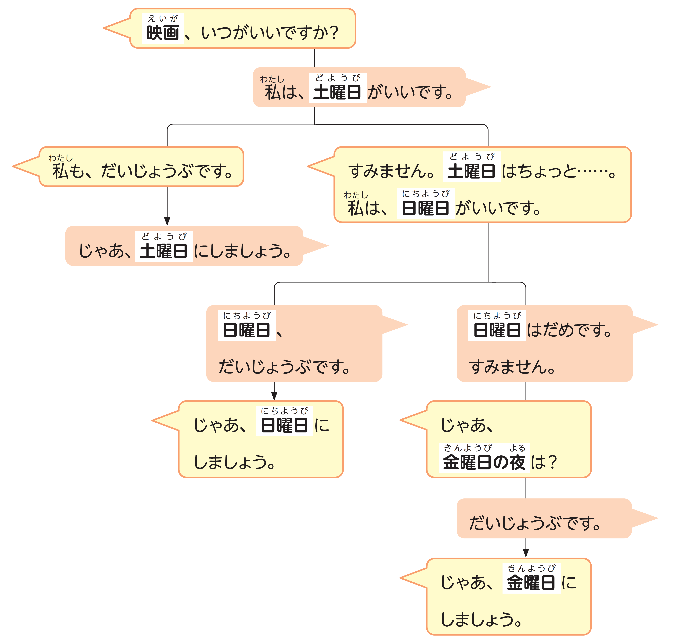 映画、いつがいいですか？
私は、土曜日がいいです。
私も、だいじょうぶです。
じゃあ、土曜日にしましょう。
すみません。土曜日はちょっと……。
私は、日曜日がいいです。
日曜日、
だいじょうぶです。
じゃあ、日曜日に
しましょう。
日曜日はだめです。
すみません。
じゃあ、
金曜日の夜は？
だいじょうぶです。
じゃあ、金曜日に
しましょう。